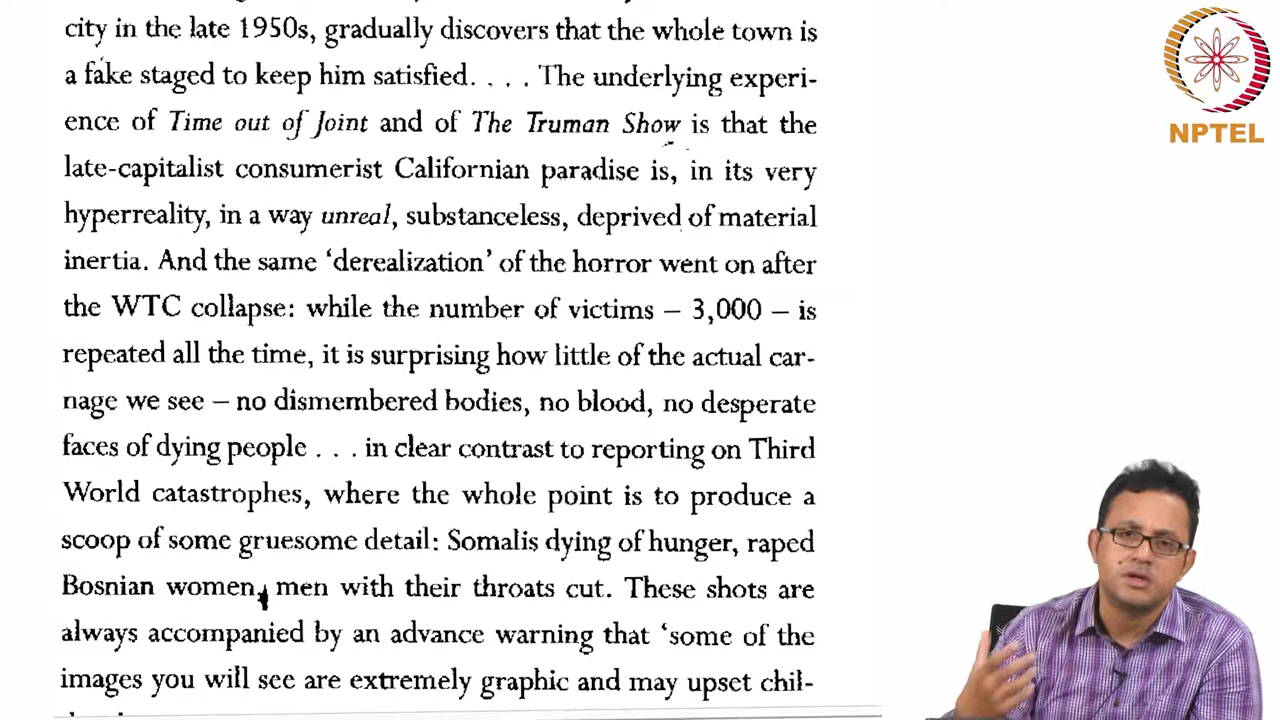 city in the late 1950s, gradually discovers that the whole town is
a fake staged to keep him satisfied. . . . The underlying experi-
ence of Time out of Joint and of The Truman Show is that the
late-capitalist consumerist Californian paradise is, in its very
hyperreality, in a way unreal, substanceless, deprived of material
inertia. And the same ‘derealization’ of the horror went on after
the WTC collapse: while the number of victims – 3,000 – is
repeated all the time, it is surprising how little of the actual car-
nage we see – no dismembered bodies, no blood, no desperate
faces of dying people . . . in clear contrast to reporting on Third
World catastrophes, where the whole point is to produce a
scoop of some gruesome detail: Somalis dying of hunger, raped
Bosnian women, men with their throats cut. These shots are
always accompanied by an advance warning that ‘some of the
images you will see are extremely graphic and may upset chil-
NPTEL